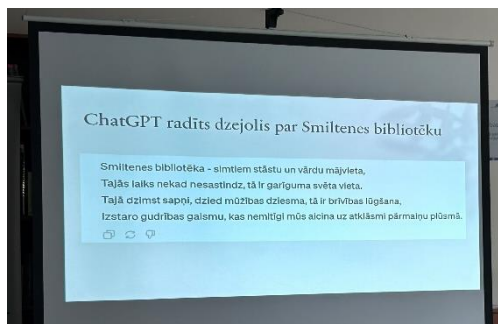 ChatGPT radīts dzejolis par Smiltenes bibliotēku
Smiltenes bibliotēka - simtiem stāstu un vārdu mājvieta,
Tajās laiks nekad nesastindz, tā ir garīguma svēta vieta.
Tajā dzimst sapņi, dzied mūžības dziesma, tā ir brīvības lūgšana,
Izstaro gudrības gaismu, kas nemitīgi mūs aicina uz atklāsmi pārmaiņu plūsmā.